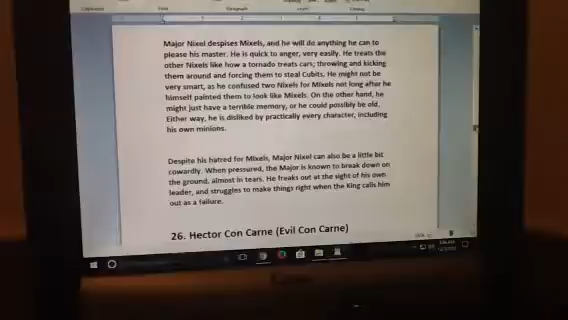 Paragraph
Major Nixel despises Mixels, and he will do anything he can to
please his master. He is quick to anger, very easily. He treats the
other Nixels like how a tornado treats cars; throwing and kicking
them around and forcing them to steal Cubits. He might not be
very smart, as he confused two Nixels for Mixels not long after he
himself painted them to look like Mixels. On the other hand, he
might just have a terrible memory, or he could possibly be old.
Either way, he is disliked by practically every character, including
his own minions.
Despite his hatred for Mixels, Major Nixel can also be a little bit
cowardly. When pressured, the Major is known to break down on
the ground, almost in tears. He freaks out at the sight of his own
leader, and struggles to make things right when the King calls him
out as a failure.
26. Hector Con Carne (Evil Con Carne)